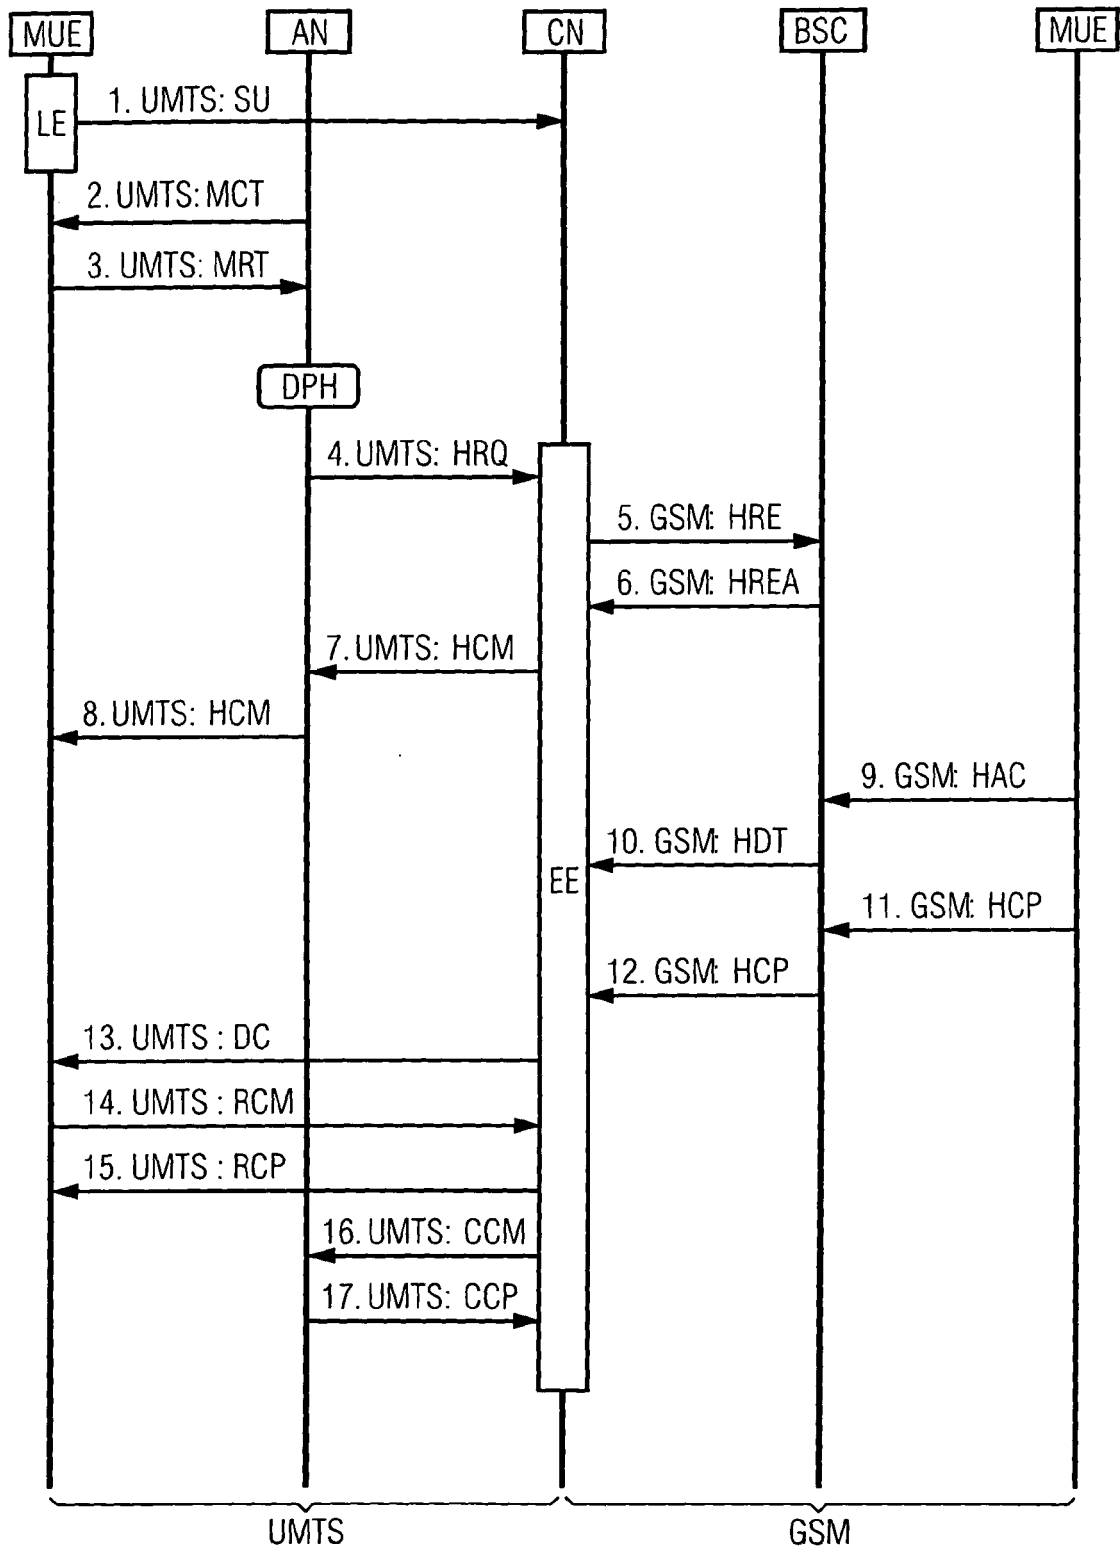 MUE AN CN BSC MUE
LE
1. UMTS: SU
2. UMTS: MCT
3. UMTS: MRT
DPH
4. UMTS: HRQ
5. GSM: HRE
6. GSM: HREA
7. UMTS: HCM
8. UMTS: HCM
9. GSM: HAC
10. GSM: HDT
EE
11. GSM: HCP
12. GSM: HCP
13. UMTS : DC
14. UMTS : RCM
15. UMTS : RCP
16. UMTS: CCM
17. UMTS: CCP
UMTS GSM